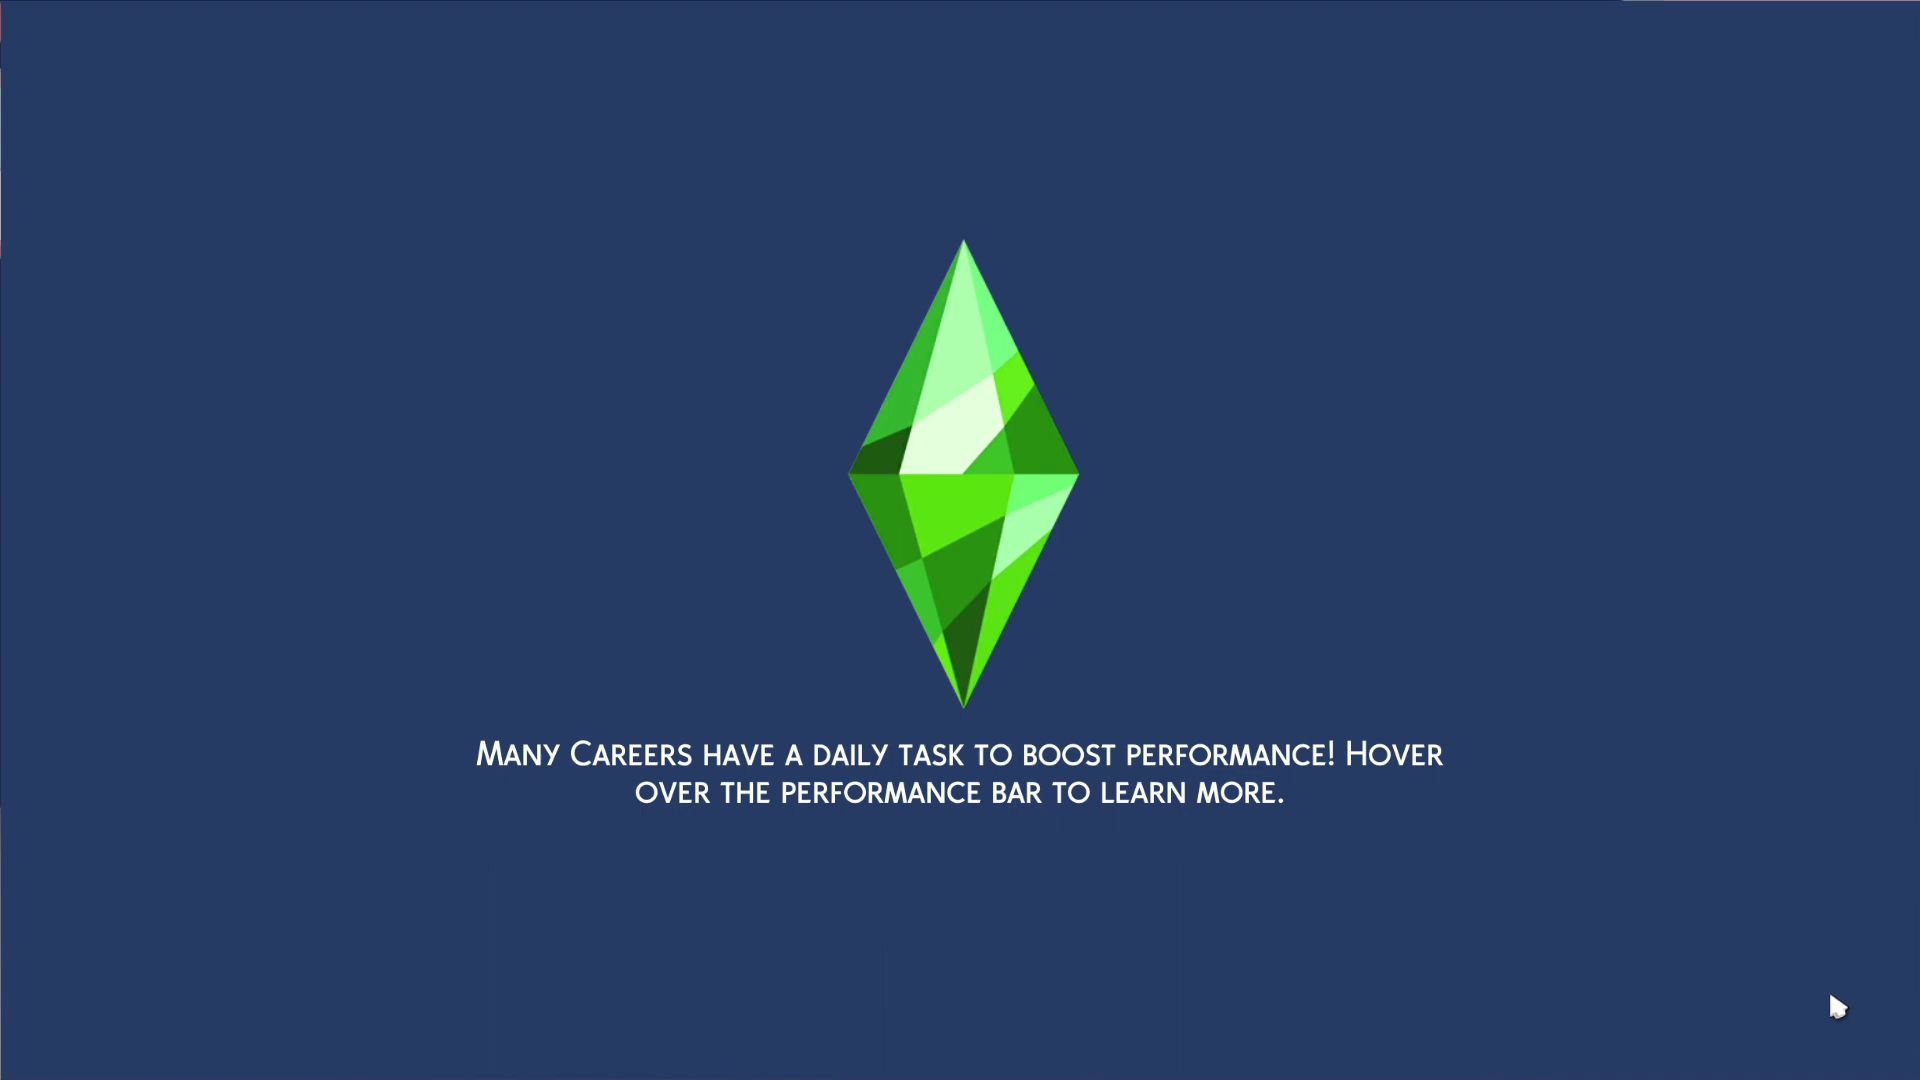 Many Careers have a daily task to boost performance! Hover
over the performance bar to learn more.